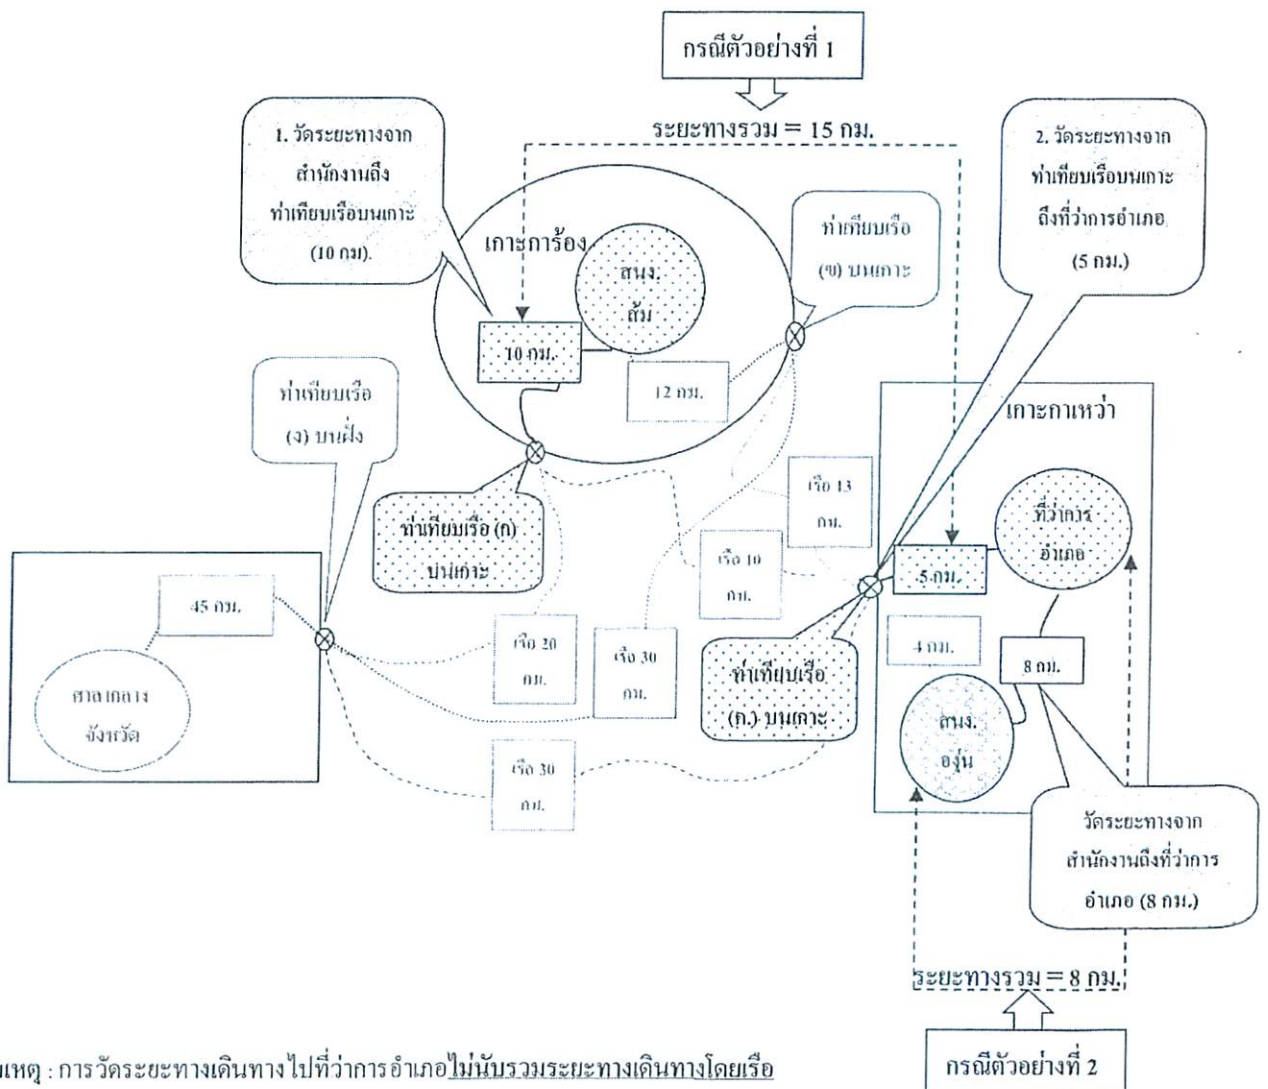 กรณีตัวอย่างที่ 1
ระยะทางรวม = 15 กม.
1. วัดระยะทางจาก
สำนักงานถึง
ท่าเทียบเรือบนเกาะ
(10 กม).
2. วัดระยะทางจาก
ท่าเทียบเรือบนเกาะ
ถึงที่ว่าการอำเภอ
(5 กม.)
เกาะการ้อง
สนง.
ส้ม
ท่าเทียบเรือ
(ข) บนเกาะ
10 กม.
12 กม.
ท่าเทียบเรือ
(ง) บนฝั่ง
ท่าเทียบเรือ (ก)
บนเกาะ
เกาะกาเหว่า
เรือ 13
กม.
ที่ว่าการ
อำเภอ
เรือ 10
กม.
5 กม.
45 กม.
ศาลากลาง
จังหวัด
เรือ 20
กม.
เรือ 30
กม.
ท่าเทียบเรือ
(ก.) บนเกาะ
4 กม.
8 กม.
สนง.
องุ่น
เรือ 30
กม.
วัดระยะทางจาก
สำนักงานถึงที่ว่าการ
อำเภอ (8 กม.)
ระยะทางรวม = 8 กม.
กรณีตัวอย่างที่ 2
เหตุ : การวัดระยะทางเดินทางไปที่ว่าการอำเภอไม่นับรวมระยะทางเดินทางโดยเรือ